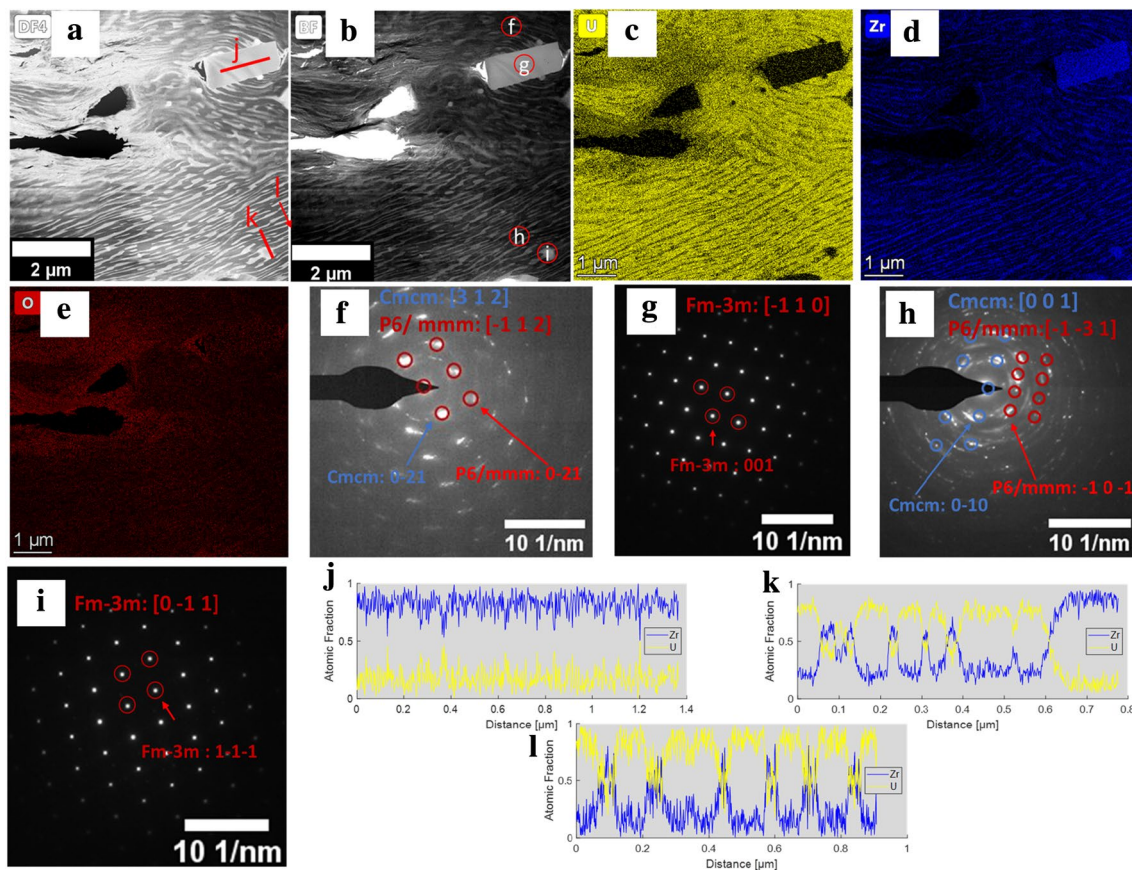 DF4
a
j
k
l
2 µm
BF
b
f
g
h
i
U
c
1 µm
Zr
d
1 µm
O
e
1 µm
f
Cmcm: [3 1 2]
P6/ mmm: [-1 1 2]
Cmcm: 0-21
P6/mmm: 0-21
10 1/nm
g
Fm-3m: [-1 1 0]
Fm-3m : 001
10 1/nm
h
Cmcm: [0 0 1]
P6/mmm:[-1 -3 1]
Cmcm: 0-10
P6/mmm: -1 0 -1
10 1/nm
i
Fm-3m: [0 -1 1]
Fm-3m : 1-1-1
10 1/nm
j
Atomic Fraction
1
0.5
0
Zr
U
0 0.2 0.4 0.6 0.8 1 1.2 1.4
Distance [µm]
k
Atomic Fraction
1
0.5
0
Zr
U
0 0.1 0.2 0.3 0.4 0.5 0.6 0.7 0.8
Distance [µm]
l
Atomic Fraction
1
0.5
0
Zr
U
0 0.2 0.4 0.6 0.8 1
Distance [µm]